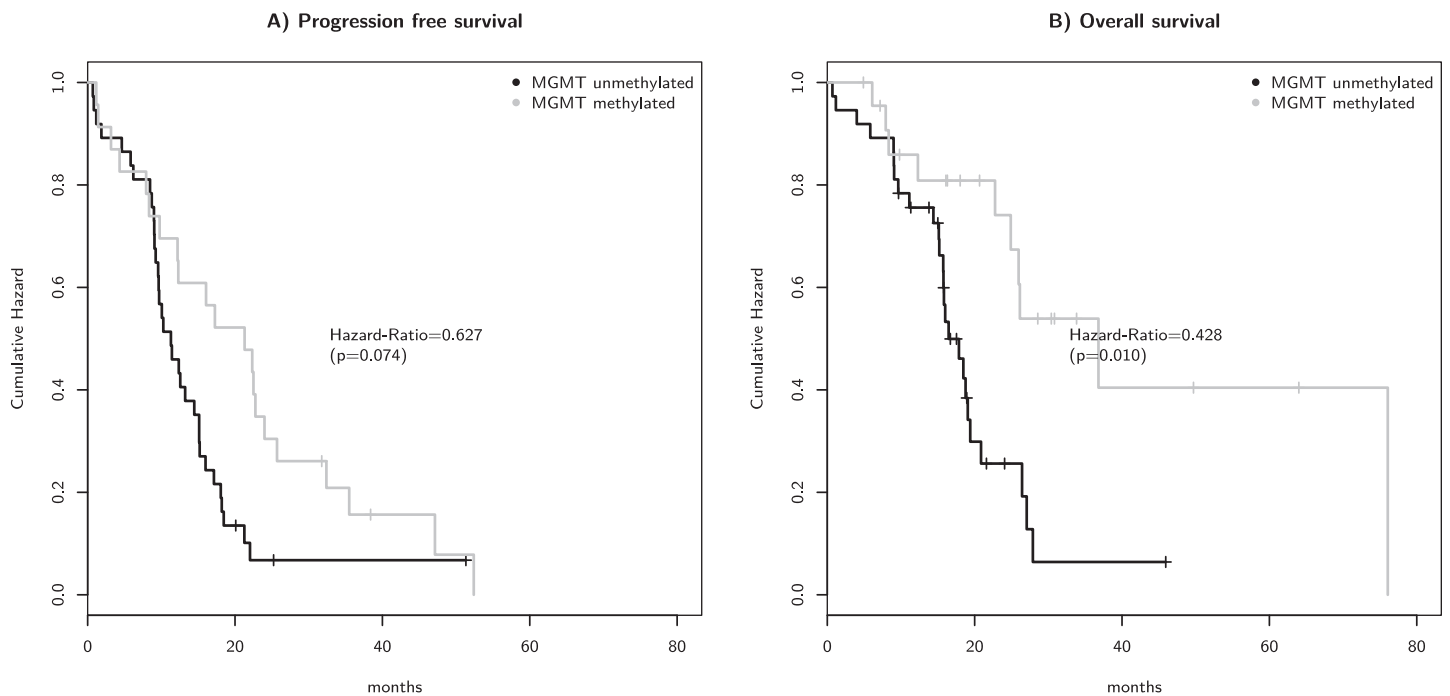 A) Progression free survival
MGMT unmethylated
MGMT methylated
Cumulative Hazard
1.0
0.8
0.6
0.4
0.2
0.0
Hazard-Ratio=0.627
(p=0.074)
0 20 40 60 80
months
B) Overall survival
MGMT unmethylated
MGMT methylated
Cumulative Hazard
1.0
0.8
0.6
0.4
0.2
0.0
Hazard-Ratio=0.428
(p=0.010)
0 20 40 60 80
months